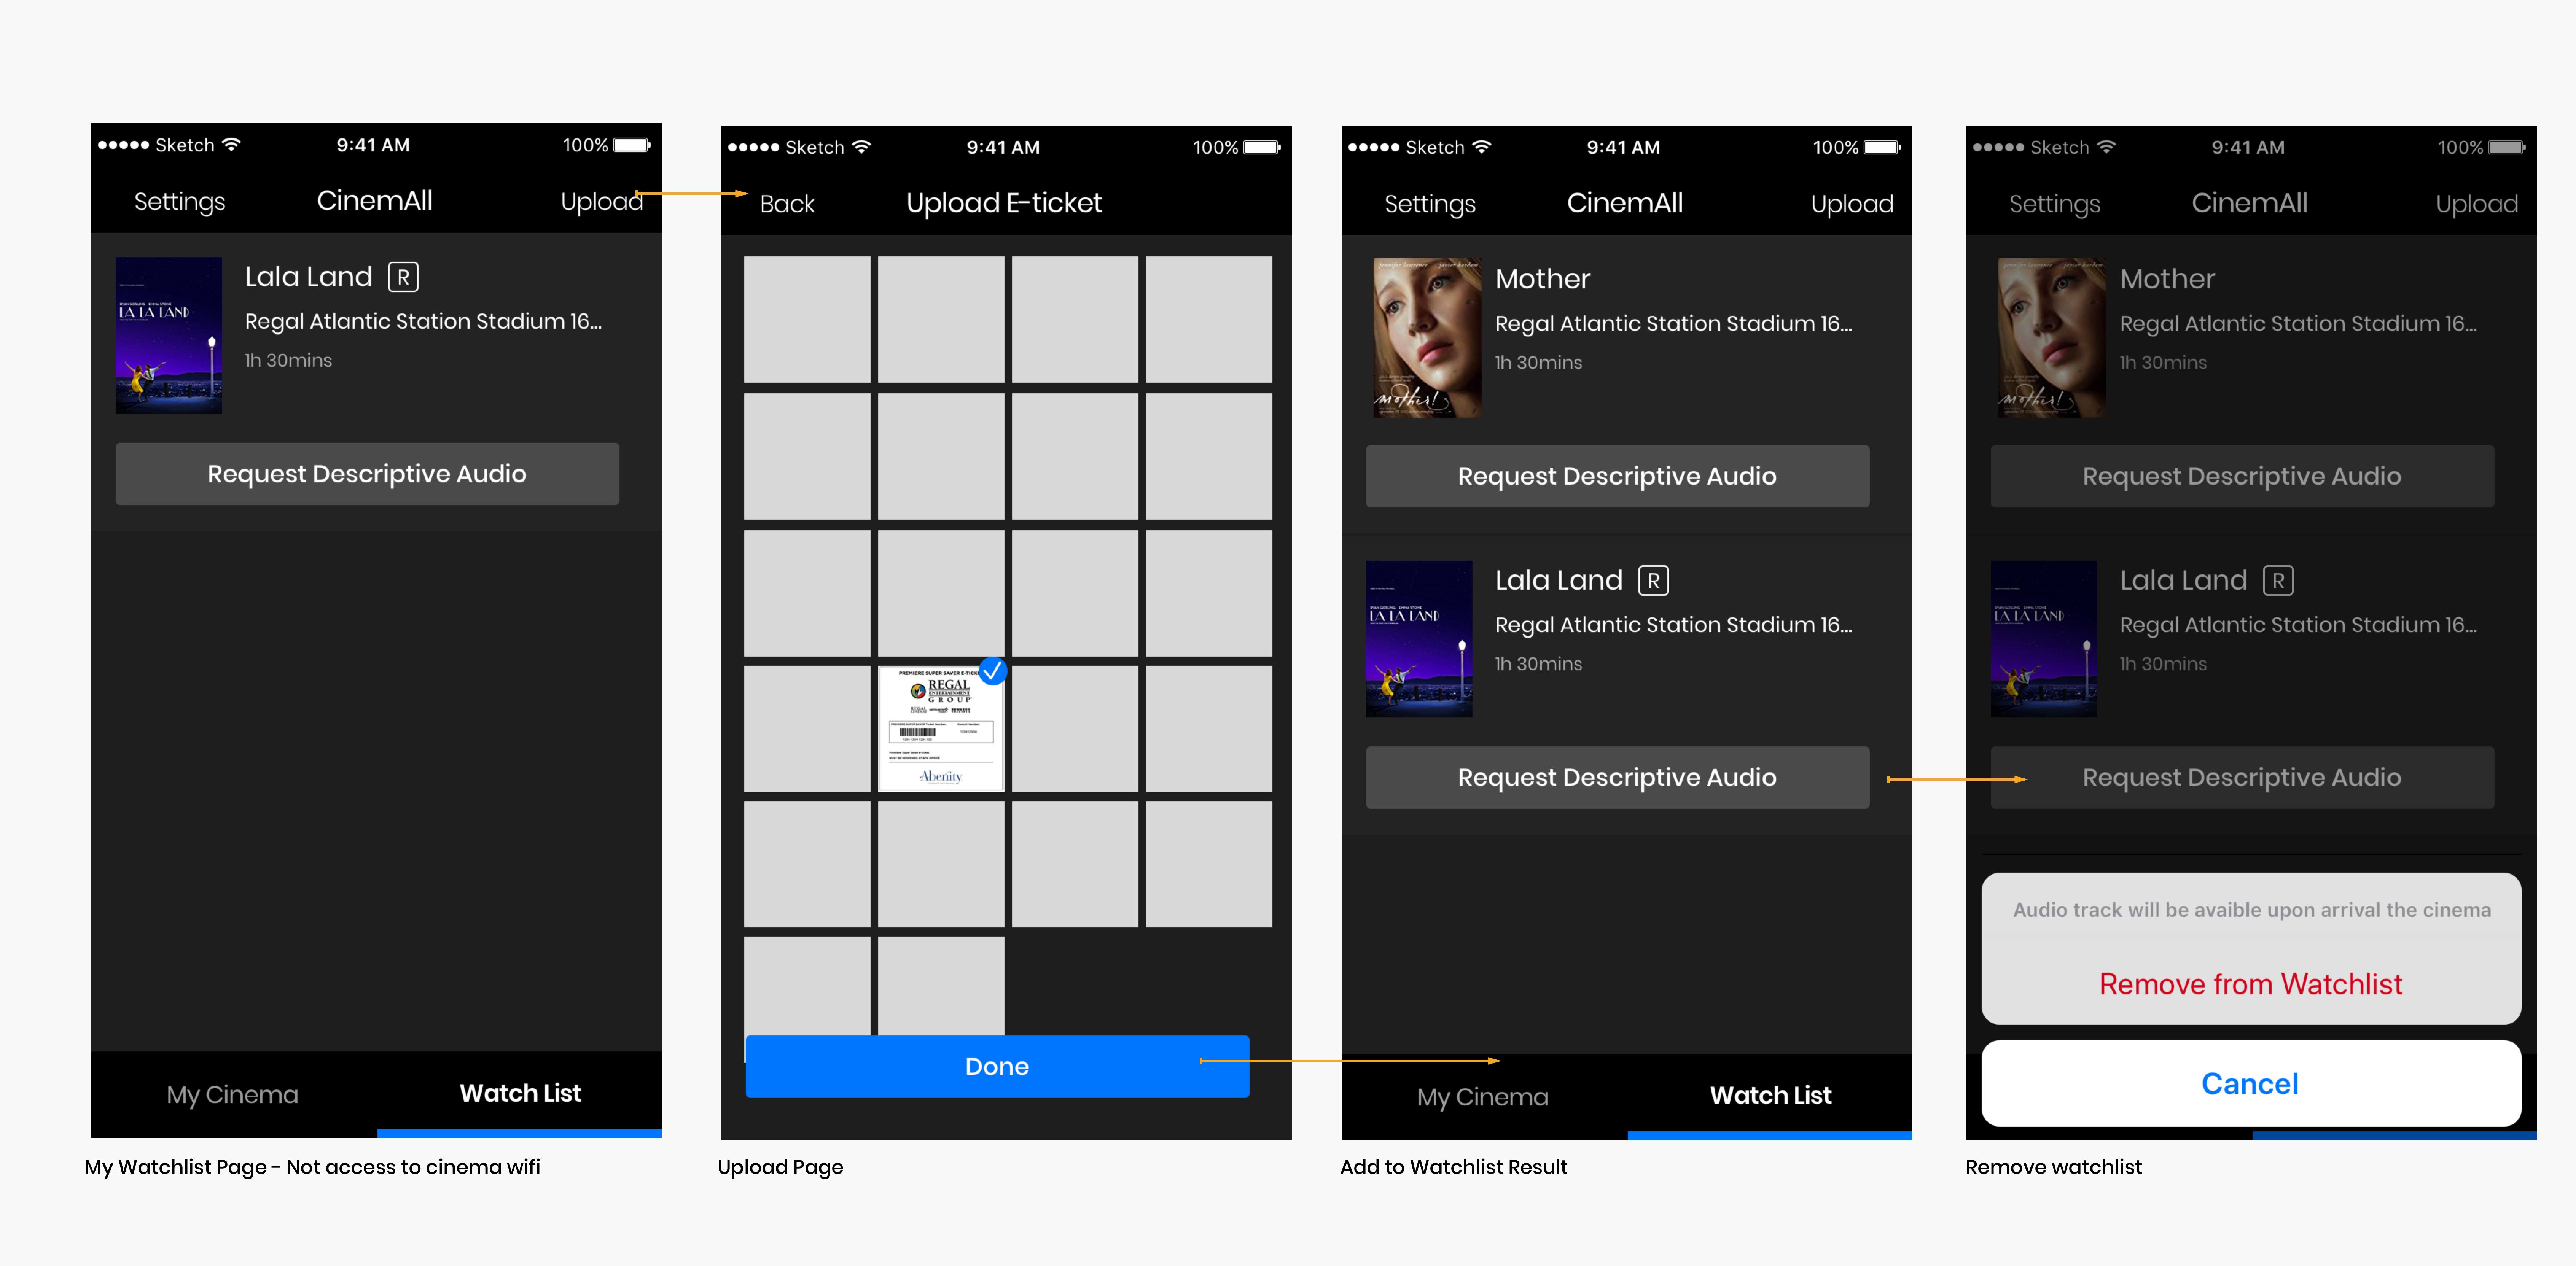 Sketch 9:41 AM 100%
Settings CinemAll Upload
LA LA LAND
Lala Land R
Regal Atlantic Station Stadium 16...
1h 30mins
Request Descriptive Audio
My Cinema Watch List
My Watchlist Page - Not access to cinema wifi
Sketch 9:41 AM 100%
Back Upload E-ticket
PREMIERE SUPER SAVER E-TICK
REGAL
ENTERTAINMENT
GROUP
Abenity
Done
Upload Page
Sketch 9:41 AM 100%
Settings CinemAll Upload
jennifer lawrence javier bardem
mother!
Mother
Regal Atlantic Station Stadium 16...
1h 30mins
Request Descriptive Audio
LA LA LAND
Lala Land R
Regal Atlantic Station Stadium 16...
1h 30mins
Request Descriptive Audio
My Cinema Watch List
Add to Watchlist Result
Sketch 9:41 AM 100%
Settings CinemAll Upload
mother!
Mother
Regal Atlantic Station Stadium 16...
1h 30mins
Request Descriptive Audio
LA LA LAND
Lala Land R
Regal Atlantic Station Stadium 16...
1h 30mins
Request Descriptive Audio
Audio track will be avaible upon arrival the cinema
Remove from Watchlist
Cancel
Remove watchlist